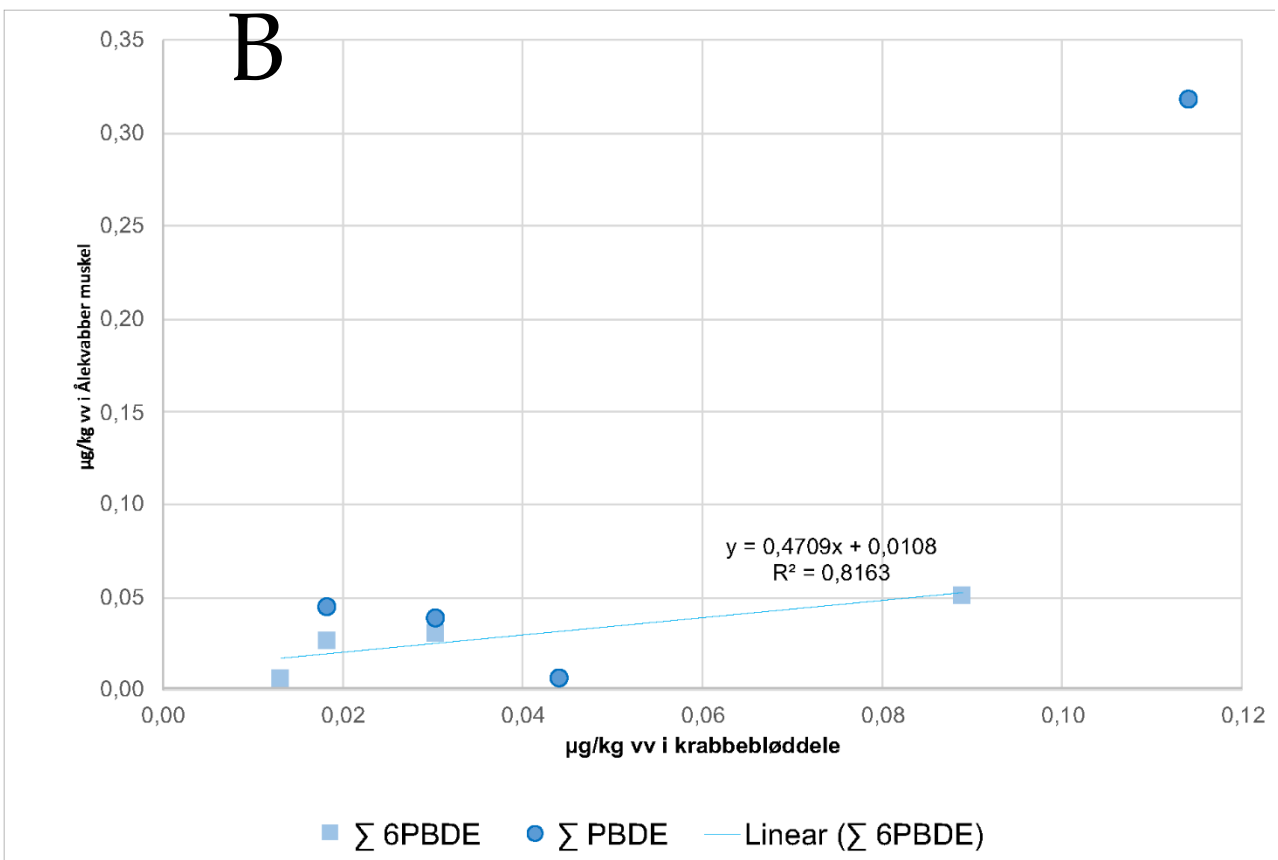 B
0,35
0,30
0,25
0,20
0,15
0,10
0,05
0,00
µg/kg vv i Ålekvabber muskel
y = 0,4709x + 0,0108
R² = 0,8163
0,00 0,02 0,04 0,06 0,08 0,10 0,12
µg/kg vv i krabbebløddele
∑ 6PBDE ∑ PBDE Linear (∑ 6PBDE)